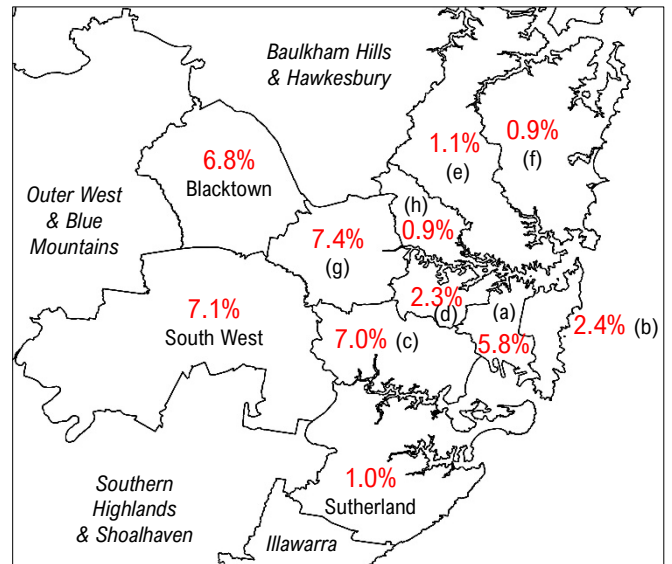 Baulkham Hills
& Hawkesbury
0.9%
(f)
1.1%
(e)
6.8%
Blacktown
Outer West
& Blue
Mountains
(h)
0.9%
7.4%
(g)
7.1%
South West
2.3%
(d)
(a)
5.8%
2.4% (b)
7.0% (c)
1.0%
Sutherland
Southern
Highlands
& Shoalhaven
Illawarra